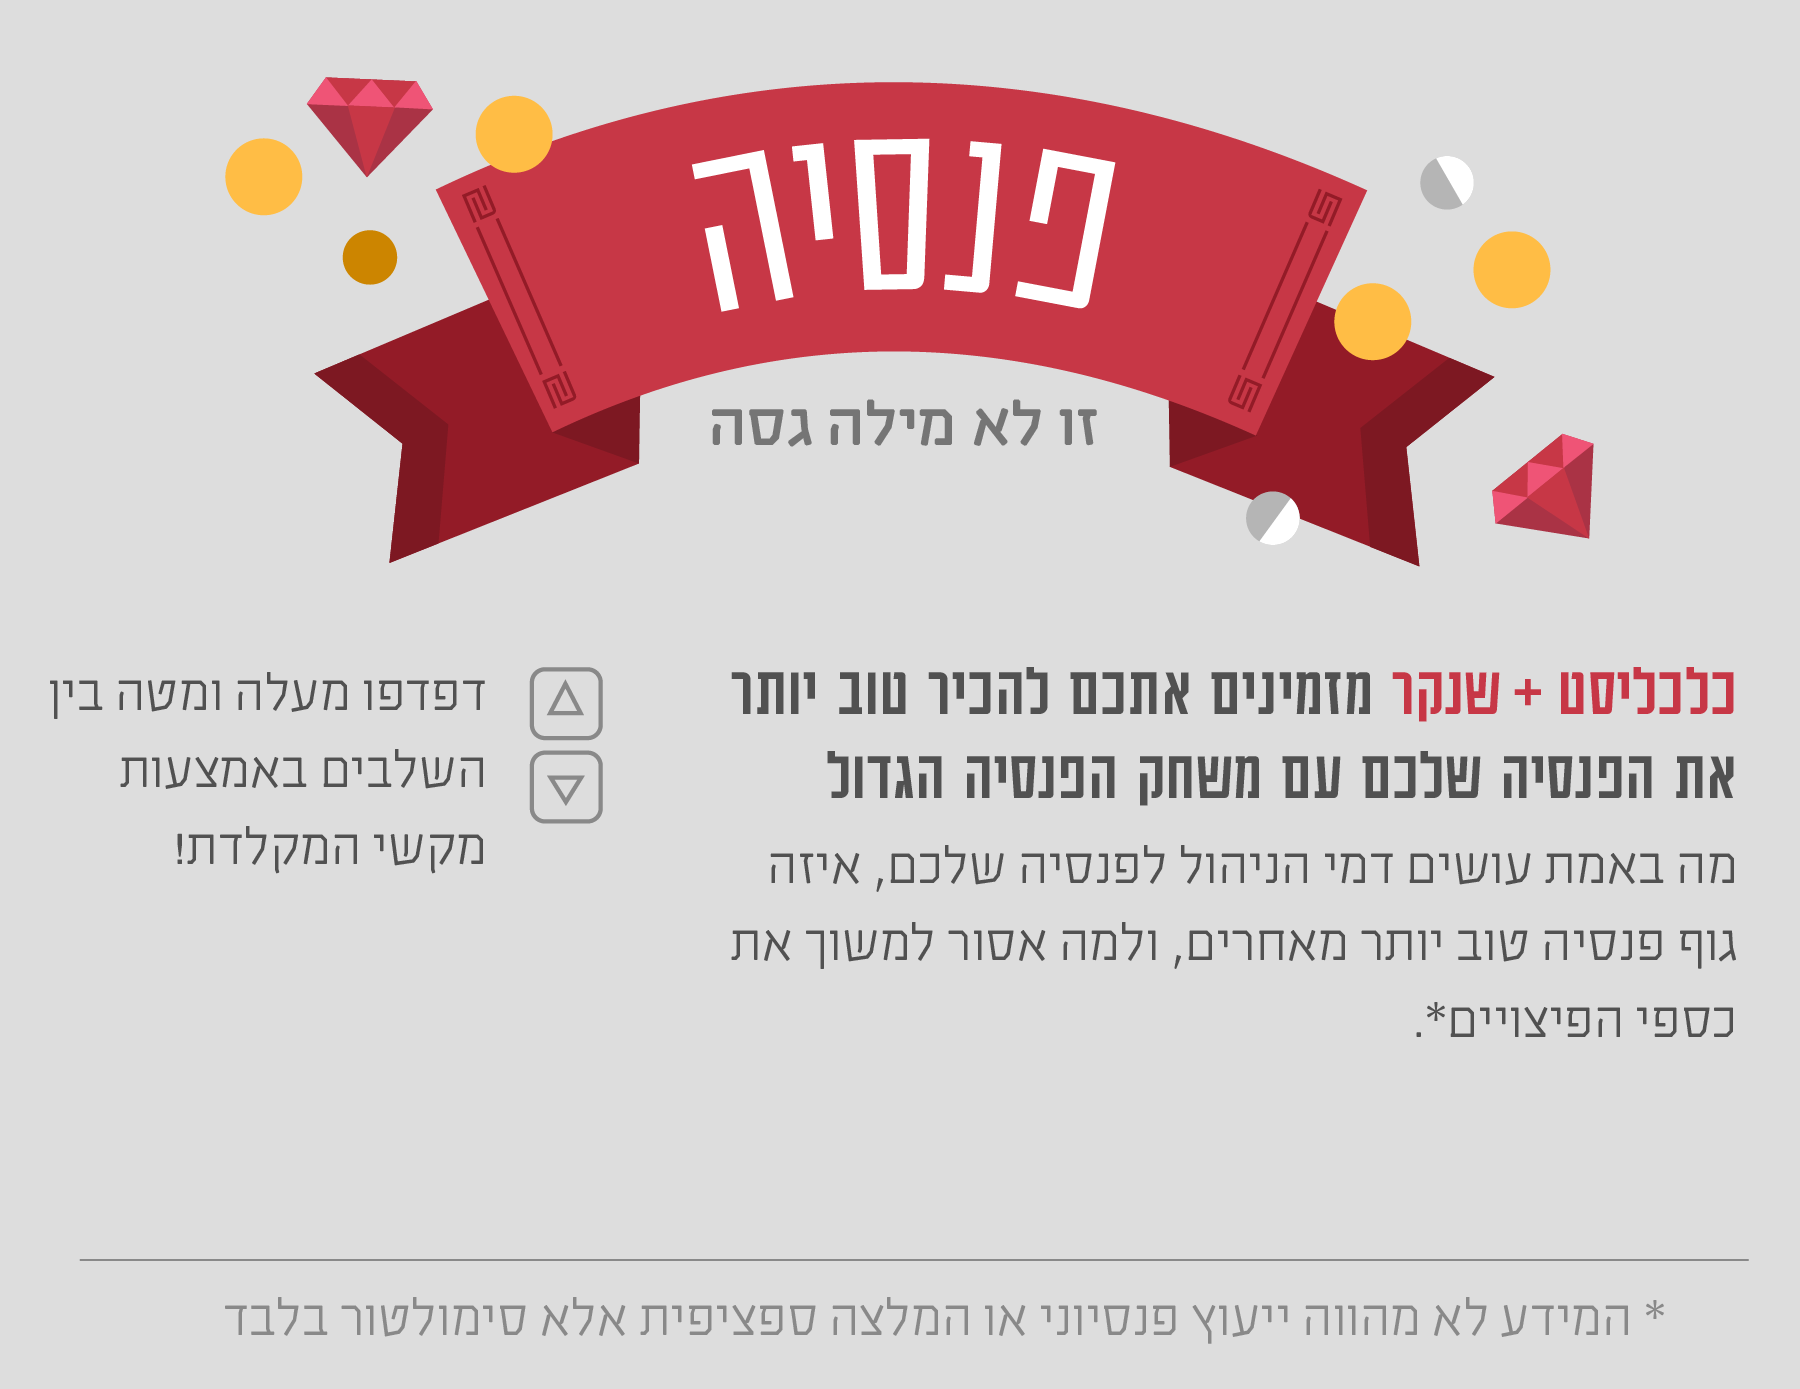 פנסיה
זו לא מילה גסה
כלכליסט + שנקר מזמינים אתכם להכיר טוב יותר
את הפנסיה שלכם עם משחק הפנסיה הגדול
מה באמת עושים דמי הניהול לפנסיה שלכם, איזה
גוף פנסיה טוב יותר מאחרים, ולמה אסור למשוך את
כספי הפיצויים*.
דפדפו מעלה ומטה בין
השלבים באמצעות
מקשי המקלדת!
* המידע לא מהווה ייעוץ פנסיוני או המלצה ספציפית אלא סימולטור בלבד